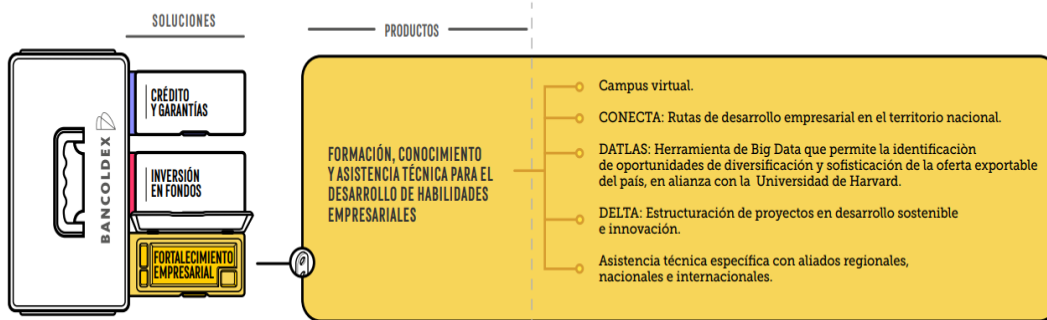 SOLUCIONES
PRODUCTOS
BANCOLDEX
CRÉDITO
Y GARANTÍAS
INVERSIÓN
EN FONDOS
FORTALECIMIENTO
EMPRESARIAL
FORMACIÓN, CONOCIMIENTO
Y ASISTENCIA TÉCNICA PARA EL
DESARROLLO DE HABILIDADES
EMPRESARIALES
Campus virtual.
CONECTA: Rutas de desarrollo empresarial en el territorio nacional.
DATLAS: Herramienta de Big Data que permite la identificaciòn
de oportunidades de diversificación y sofisticación de la oferta exportable
del país, en alianza con la Universidad de Harvard.
DELTA: Estructuración de proyectos en desarrollo sostenible
e innovación.
Asistencia técnica específica con aliados regionales,
nacionales e internacionales.